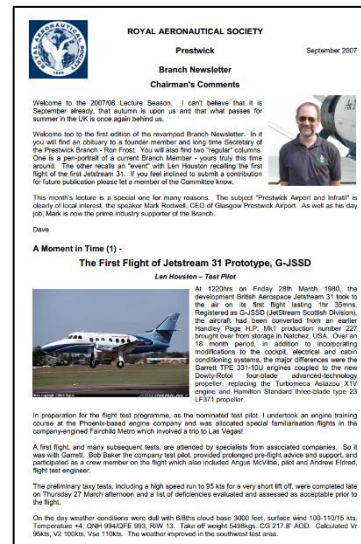 ROYAL AERONAUTICAL SOCIETY
Prestwick
September 2007
Branch Newsletter
Chairman's Comments
Welcome to the 2007/08 Lecture Season. I can't believe that it is
September already, that autumn is upon us and that what passes for
summer in the UK is once again behind us.
Welcome too to the first edition of the revamped Branch Newsletter. In it
you will find an obituary to a founder member and long time Secretary of
the Prestwick Branch - Ron Frost. You will also find two "regular" columns.
One is a pen-portrait of a current Branch Member - yours truly this time
around. The other recalls an "event" with Len Houston recalling the first
flight of the first Jetstream 31. If you feel inclined to submit a contribution
for future publication please let a member of the Committee know.
This month's lecture is a special one for many reasons. The subject "Prestwick Airport and Infratil" is
clearly of local interest, the speaker Mark Rodwell, CEO of Glasgow Prestwick Airport. As well as his day
job, Mark is now the prime industry supporter of the Branch.
Dave
A Moment in Time (1) -
The First Flight of Jetstream 31 Prototype, G-JSSD
Len Houston – Test Pilot
At 1220hrs on Friday 28th March 1980, the
development British Aerospace Jetstream 31 took to
the air on its first flight lasting 1hr 35mns.
Registered as G-JSSD (JetStream Scottish Division),
the aircraft had been converted from an earlier
Handley Page H.P. Mk1 production number 227
brought over from storage in Natchez, USA. Over an
18 month period, in addition to incorporating
modifications to the cockpit, electrical and cabin
conditioning systems, the major differences were the
Garrett TPE 331-10U engines coupled to the new
Dowty-Rotol four-blade advanced-technology
propeller, replacing the Turbomeca Astazou X1V
engine and Hamilton Standard three-blade type 23
LF371 propeller.
In preparation for the flight test programme, as the nominated test pilot, I undertook an engine training
course at the Phoenix-based engine company and was allocated special familiarisation flights in the
company-engined Fairchild Metro which involved a trip to Las Vegas!
A first flight, and many subsequent tests, are attended by specialists from associated companies. So it
was with Garrett. Bob Baker the company test pilot, provided prolonged pre-flight advice and support, and
participated as a crew member on the flight which also included Angus McVittie, pilot and Andrew Eldred,
flight test engineer.
The preliminary taxy tests, including a high speed run to 95 kts for a very short lift off, were completed late
on Thursday 27 March afternoon and a list of deficiencies evaluated and assessed as acceptable prior to
the flight.
On the day weather conditions were dull with 6/8ths cloud base 3000 feet, surface wind 100-110/15 kts,
Temperature +4, QNH 994/QFE 993, R/W 13. Take off weight 5498kgs. CG 217.8" AOD. Calculated Vr
95kts, V2 100kts, Vse 110kts. The weather improved in the southwest test area.